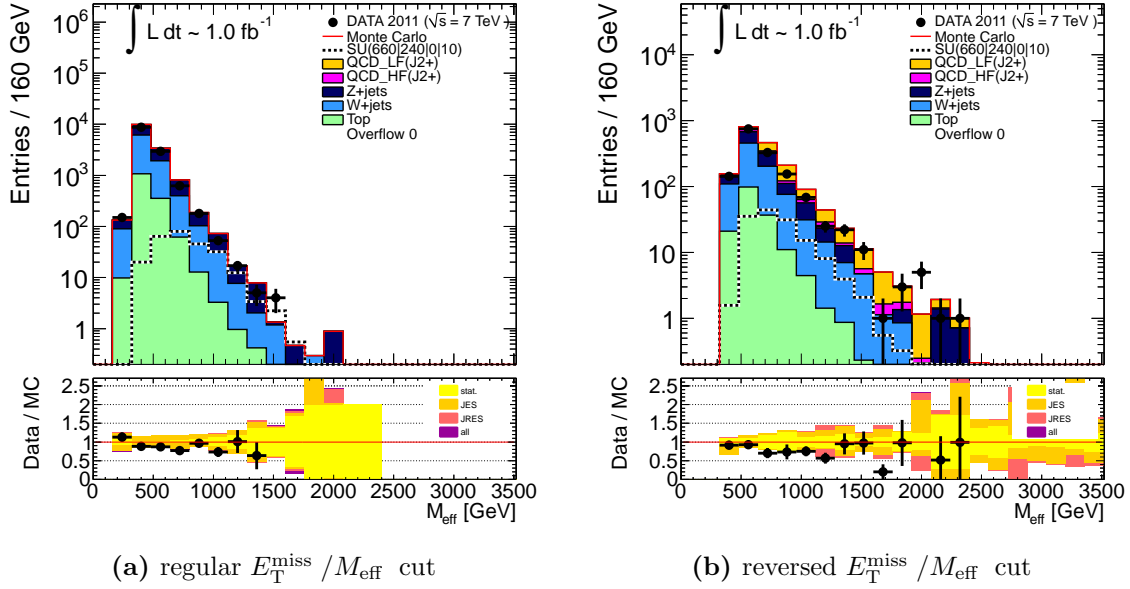 ∫ L dt ~ 1.0 fb⁻¹
DATA 2011 (√s = 7 TeV)
Monte Carlo
SU(660|240|0|10)
QCD_LF(J2+)
QCD_HF(J2+)
Z+jets
W+jets
Top
Overflow 0
Entries / 160 GeV
10⁶
10⁵
10⁴
10³
10²
10
1
stat.
JES
JRES
all
Data / MC
2.5
2
1.5
1
0.5
0
0 500 1000 1500 2000 2500 3000 3500
M_eff [GeV]
(a) regular E_T^miss /M_eff cut
∫ L dt ~ 1.0 fb⁻¹
DATA 2011 (√s = 7 TeV)
Monte Carlo
SU(660|240|0|10)
QCD_LF(J2+)
QCD_HF(J2+)
Z+jets
W+jets
Top
Overflow 0
Entries / 160 GeV
10⁴
10³
10²
10
1
stat.
JES
JRES
all
Data / MC
2.5
2
1.5
1
0.5
0
0 500 1000 1500 2000 2500 3000 3500
M_eff [GeV]
(b) reversed E_T^miss /M_eff cut